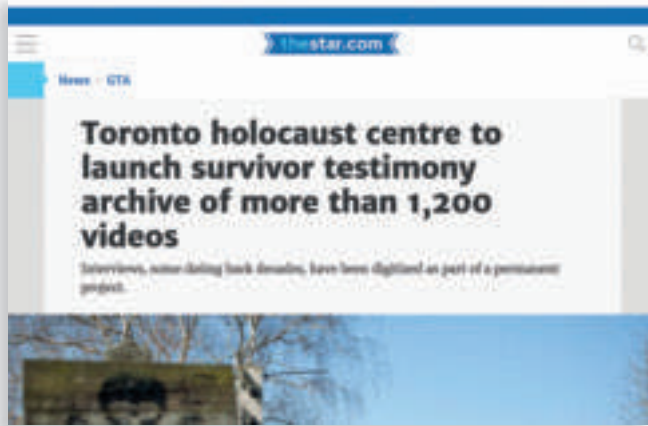 thestar.com
News GTA
Toronto holocaust centre to
launch survivor testimony
archive of more than 1,200
videos
Interviews, some dating back decades, have been digitized as part of a permanent
project.